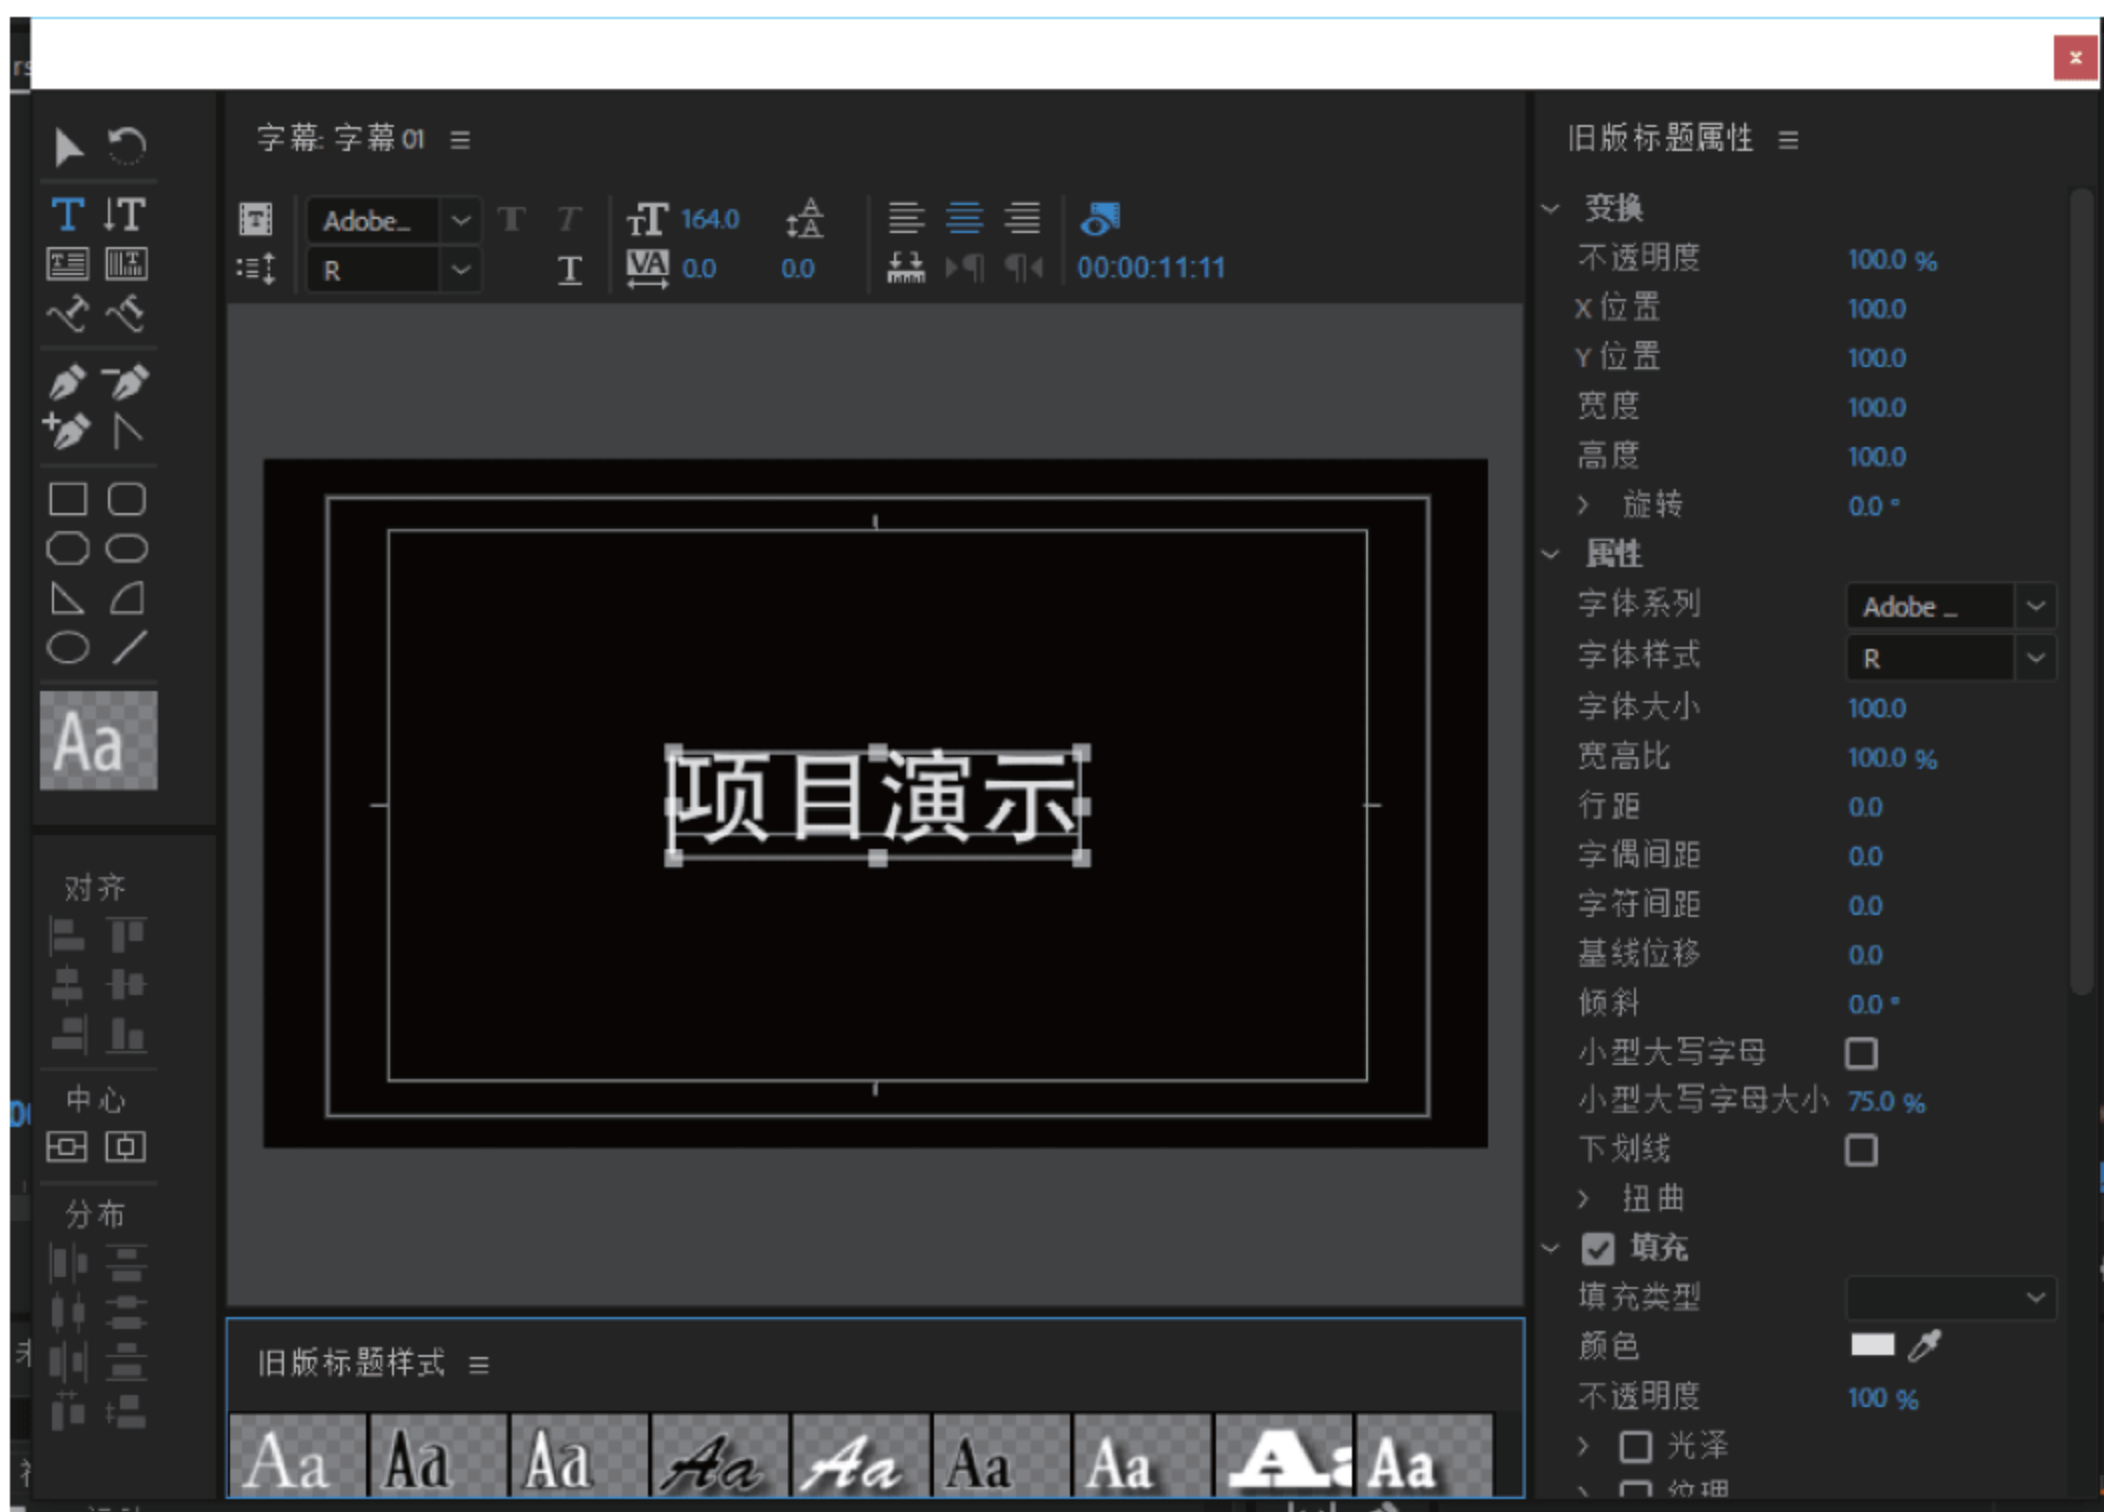 字幕: 字幕 01
Adobe_
164.0
R
0.0
0.0
00:00:11:11
项目演示
Aa
对齐
中心
分布
旧版标题样式
Aa Aa Aa Aa Aa Aa Aa Aa Aa
旧版标题属性
变换
不透明度 100.0 %
X 位置 100.0
Y 位置 100.0
宽度 100.0
高度 100.0
旋转 0.0 °
属性
字体系列 Adobe _
字体样式 R
字体大小 100.0
宽高比 100.0 %
行距 0.0
字偶间距 0.0
字符间距 0.0
基线位移 0.0
倾斜 0.0 °
小型大写字母
小型大写字母大小 75.0 %
下划线
扭曲
填充
填充类型
颜色
不透明度 100 %
光泽
纹理